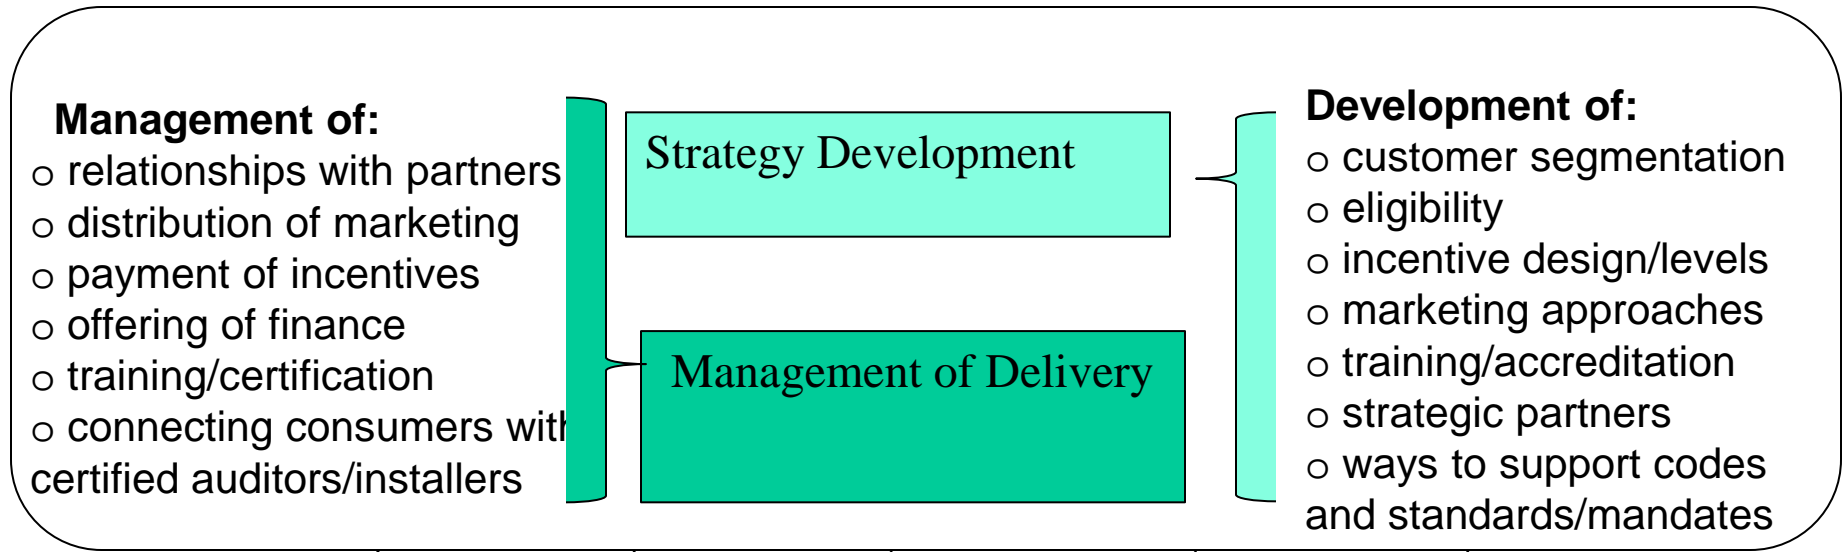 Management of:
o relationships with partners
o distribution of marketing
o payment of incentives
o offering of finance
o training/certification
o connecting consumers with
certified auditors/installers
Strategy Development
Management of Delivery
Development of:
o customer segmentation
o eligibility
o incentive design/levels
o marketing approaches
o training/accreditation
o strategic partners
o ways to support codes
and standards/mandates